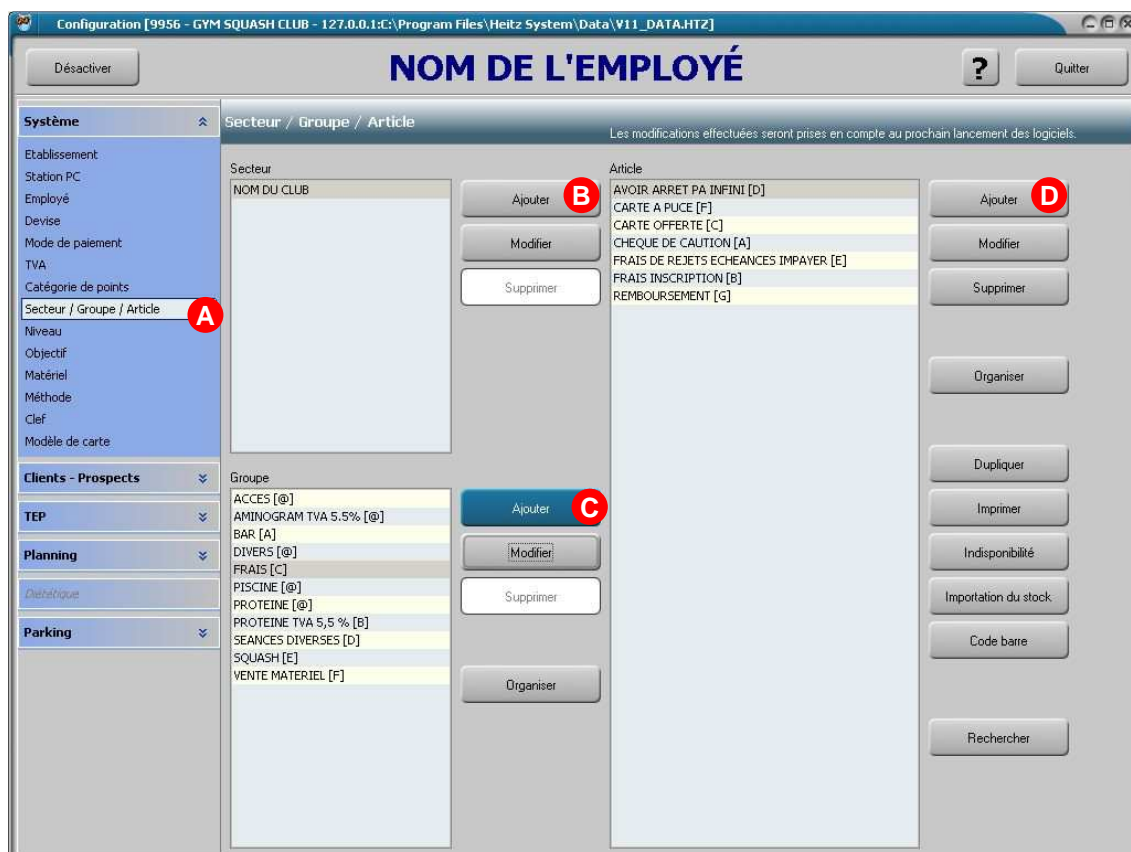 Configuration [9956 - GYM SQUASH CLUB - 127.0.0.1:C:\Program Files\Heitz System\Data\V11_DATA.HTZ]
Désactiver
NOM DE L'EMPLOYÉ
?
Quitter
Système
Etablissement
Station PC
Employé
Devise
Mode de paiement
TVA
Catégorie de points
Secteur / Groupe / Article
A
Niveau
Objectif
Matériel
Méthode
Clef
Modèle de carte
Clients - Prospects
TEP
Planning
Diététique
Parking
Secteur / Groupe / Article
Les modifications effectuées seront prises en compte au prochain lancement des logiciels.
Secteur
NOM DU CLUB
Ajouter
B
Modifier
Supprimer
Groupe
ACCES [@]
AMINOGRAM TVA 5.5% [@]
BAR [A]
DIVERS [@]
FRAIS [C]
PISCINE [@]
PROTEINE [@]
PROTEINE TVA 5,5 % [B]
SEANCES DIVERSES [D]
SQUASH [E]
VENTE MATERIEL [F]
Ajouter
C
Modifier
Supprimer
Organiser
Article
AVOIR ARRET PA INFINI [D]
CARTE A PUCE [F]
CARTE OFFERTE [C]
CHEQUE DE CAUTION [A]
FRAIS DE REJETS ECHEANCES IMPAYER [E]
FRAIS INSCRIPTION [B]
REMBOURSEMENT [G]
Ajouter
D
Modifier
Supprimer
Organiser
Dupliquer
Imprimer
Indisponibilité
Importation du stock
Code barre
Rechercher